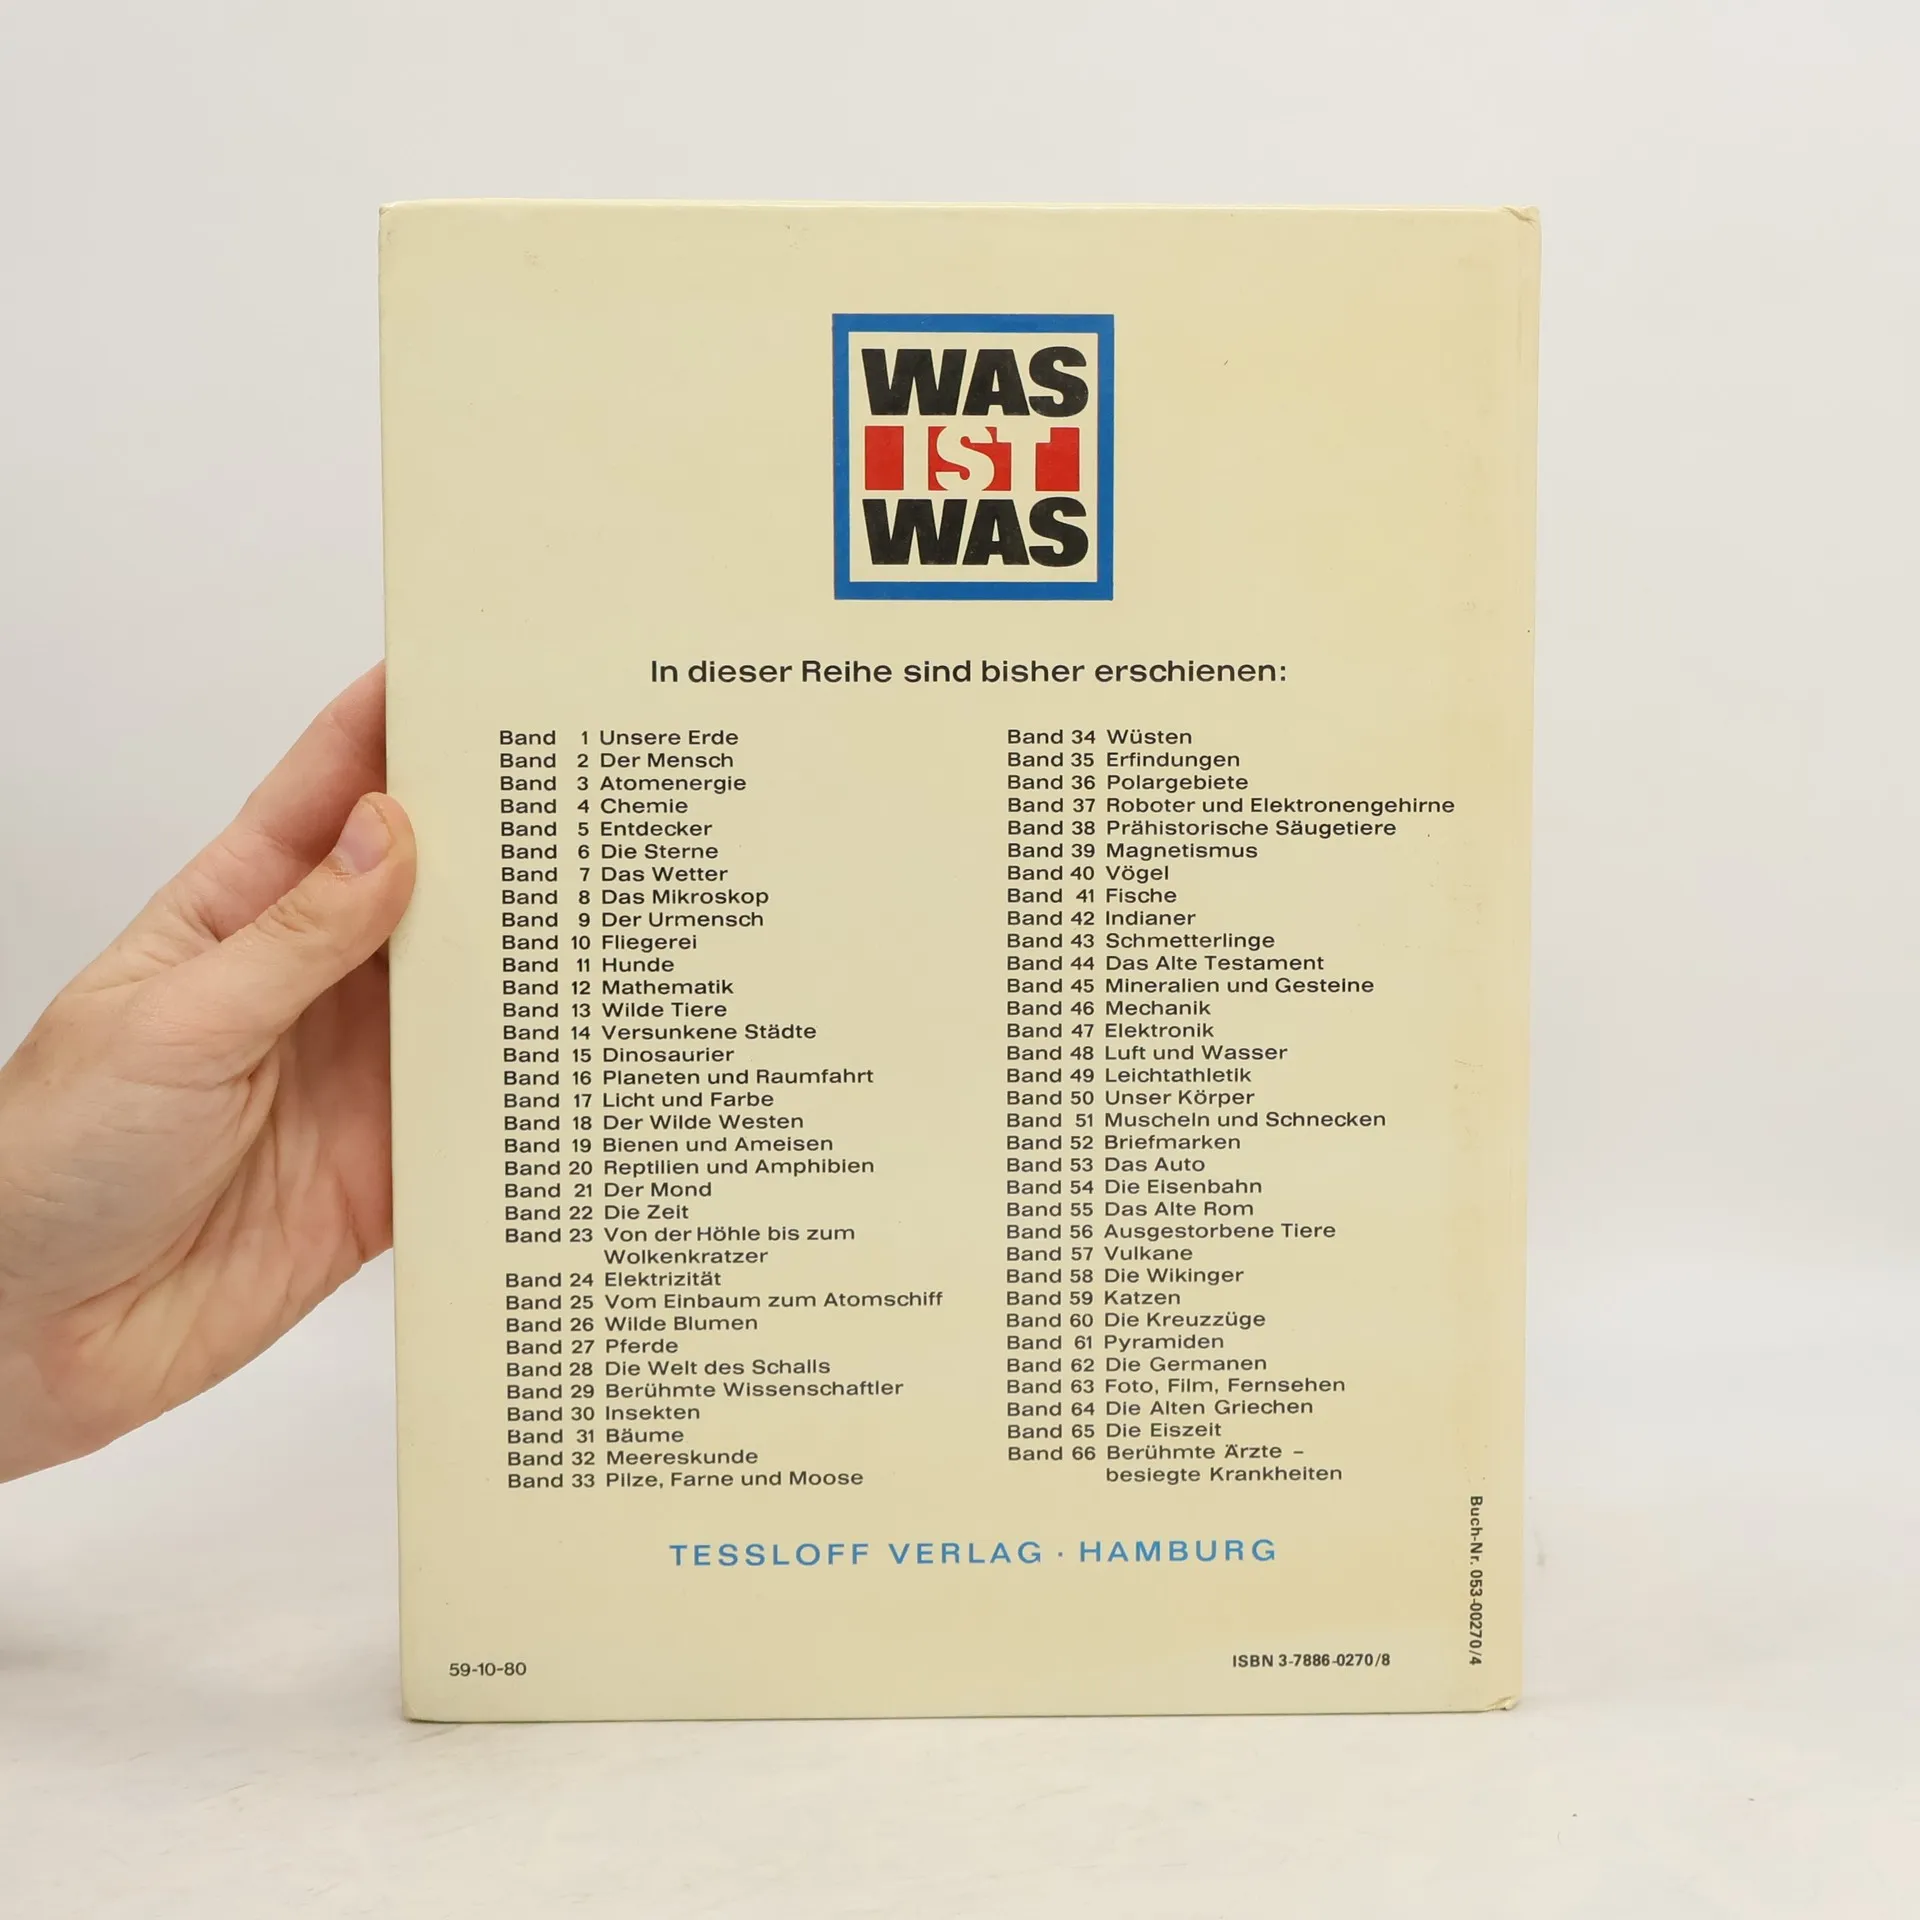 WAS
IST
WAS
In dieser Reihe sind bisher erschienen:
Band 1 Unsere Erde
Band 2 Der Mensch
Band 3 Atomenergie
Band 4 Chemie
Band 5 Entdecker
Band 6 Die Sterne
Band 7 Das Wetter
Band 8 Das Mikroskop
Band 9 Der Urmensch
Band 10 Fliegerei
Band 11 Hunde
Band 12 Mathematik
Band 13 Wilde Tiere
Band 14 Versunkene Städte
Band 15 Dinosaurier
Band 16 Planeten und Raumfahrt
Band 17 Licht und Farbe
Band 18 Der Wilde Westen
Band 19 Bienen und Ameisen
Band 20 Reptilien und Amphibien
Band 21 Der Mond
Band 22 Die Zeit
Band 23 Von der Höhle bis zum
Wolkenkratzer
Band 24 Elektrizität
Band 25 Vom Einbaum zum Atomschiff
Band 26 Wilde Blumen
Band 27 Pferde
Band 28 Die Welt des Schalls
Band 29 Berühmte Wissenschaftler
Band 30 Insekten
Band 31 Bäume
Band 32 Meereskunde
Band 33 Pilze, Farne und Moose
Band 34 Wüsten
Band 35 Erfindungen
Band 36 Polargebiete
Band 37 Roboter und Elektronengehirne
Band 38 Prähistorische Säugetiere
Band 39 Magnetismus
Band 40 Vögel
Band 41 Fische
Band 42 Indianer
Band 43 Schmetterlinge
Band 44 Das Alte Testament
Band 45 Mineralien und Gesteine
Band 46 Mechanik
Band 47 Elektronik
Band 48 Luft und Wasser
Band 49 Leichtathletik
Band 50 Unser Körper
Band 51 Muscheln und Schnecken
Band 52 Briefmarken
Band 53 Das Auto
Band 54 Die Eisenbahn
Band 55 Das Alte Rom
Band 56 Ausgestorbene Tiere
Band 57 Vulkane
Band 58 Die Wikinger
Band 59 Katzen
Band 60 Die Kreuzzüge
Band 61 Pyramiden
Band 62 Die Germanen
Band 63 Foto, Film, Fernsehen
Band 64 Die Alten Griechen
Band 65 Die Eiszeit
Band 66 Berühmte Ärzte –
besiegte Krankheiten
TESSLOFF VERLAG · HAMBURG
59-10-80
ISBN 3-7886-0270/8
Buch-Nr. 053-00270/4